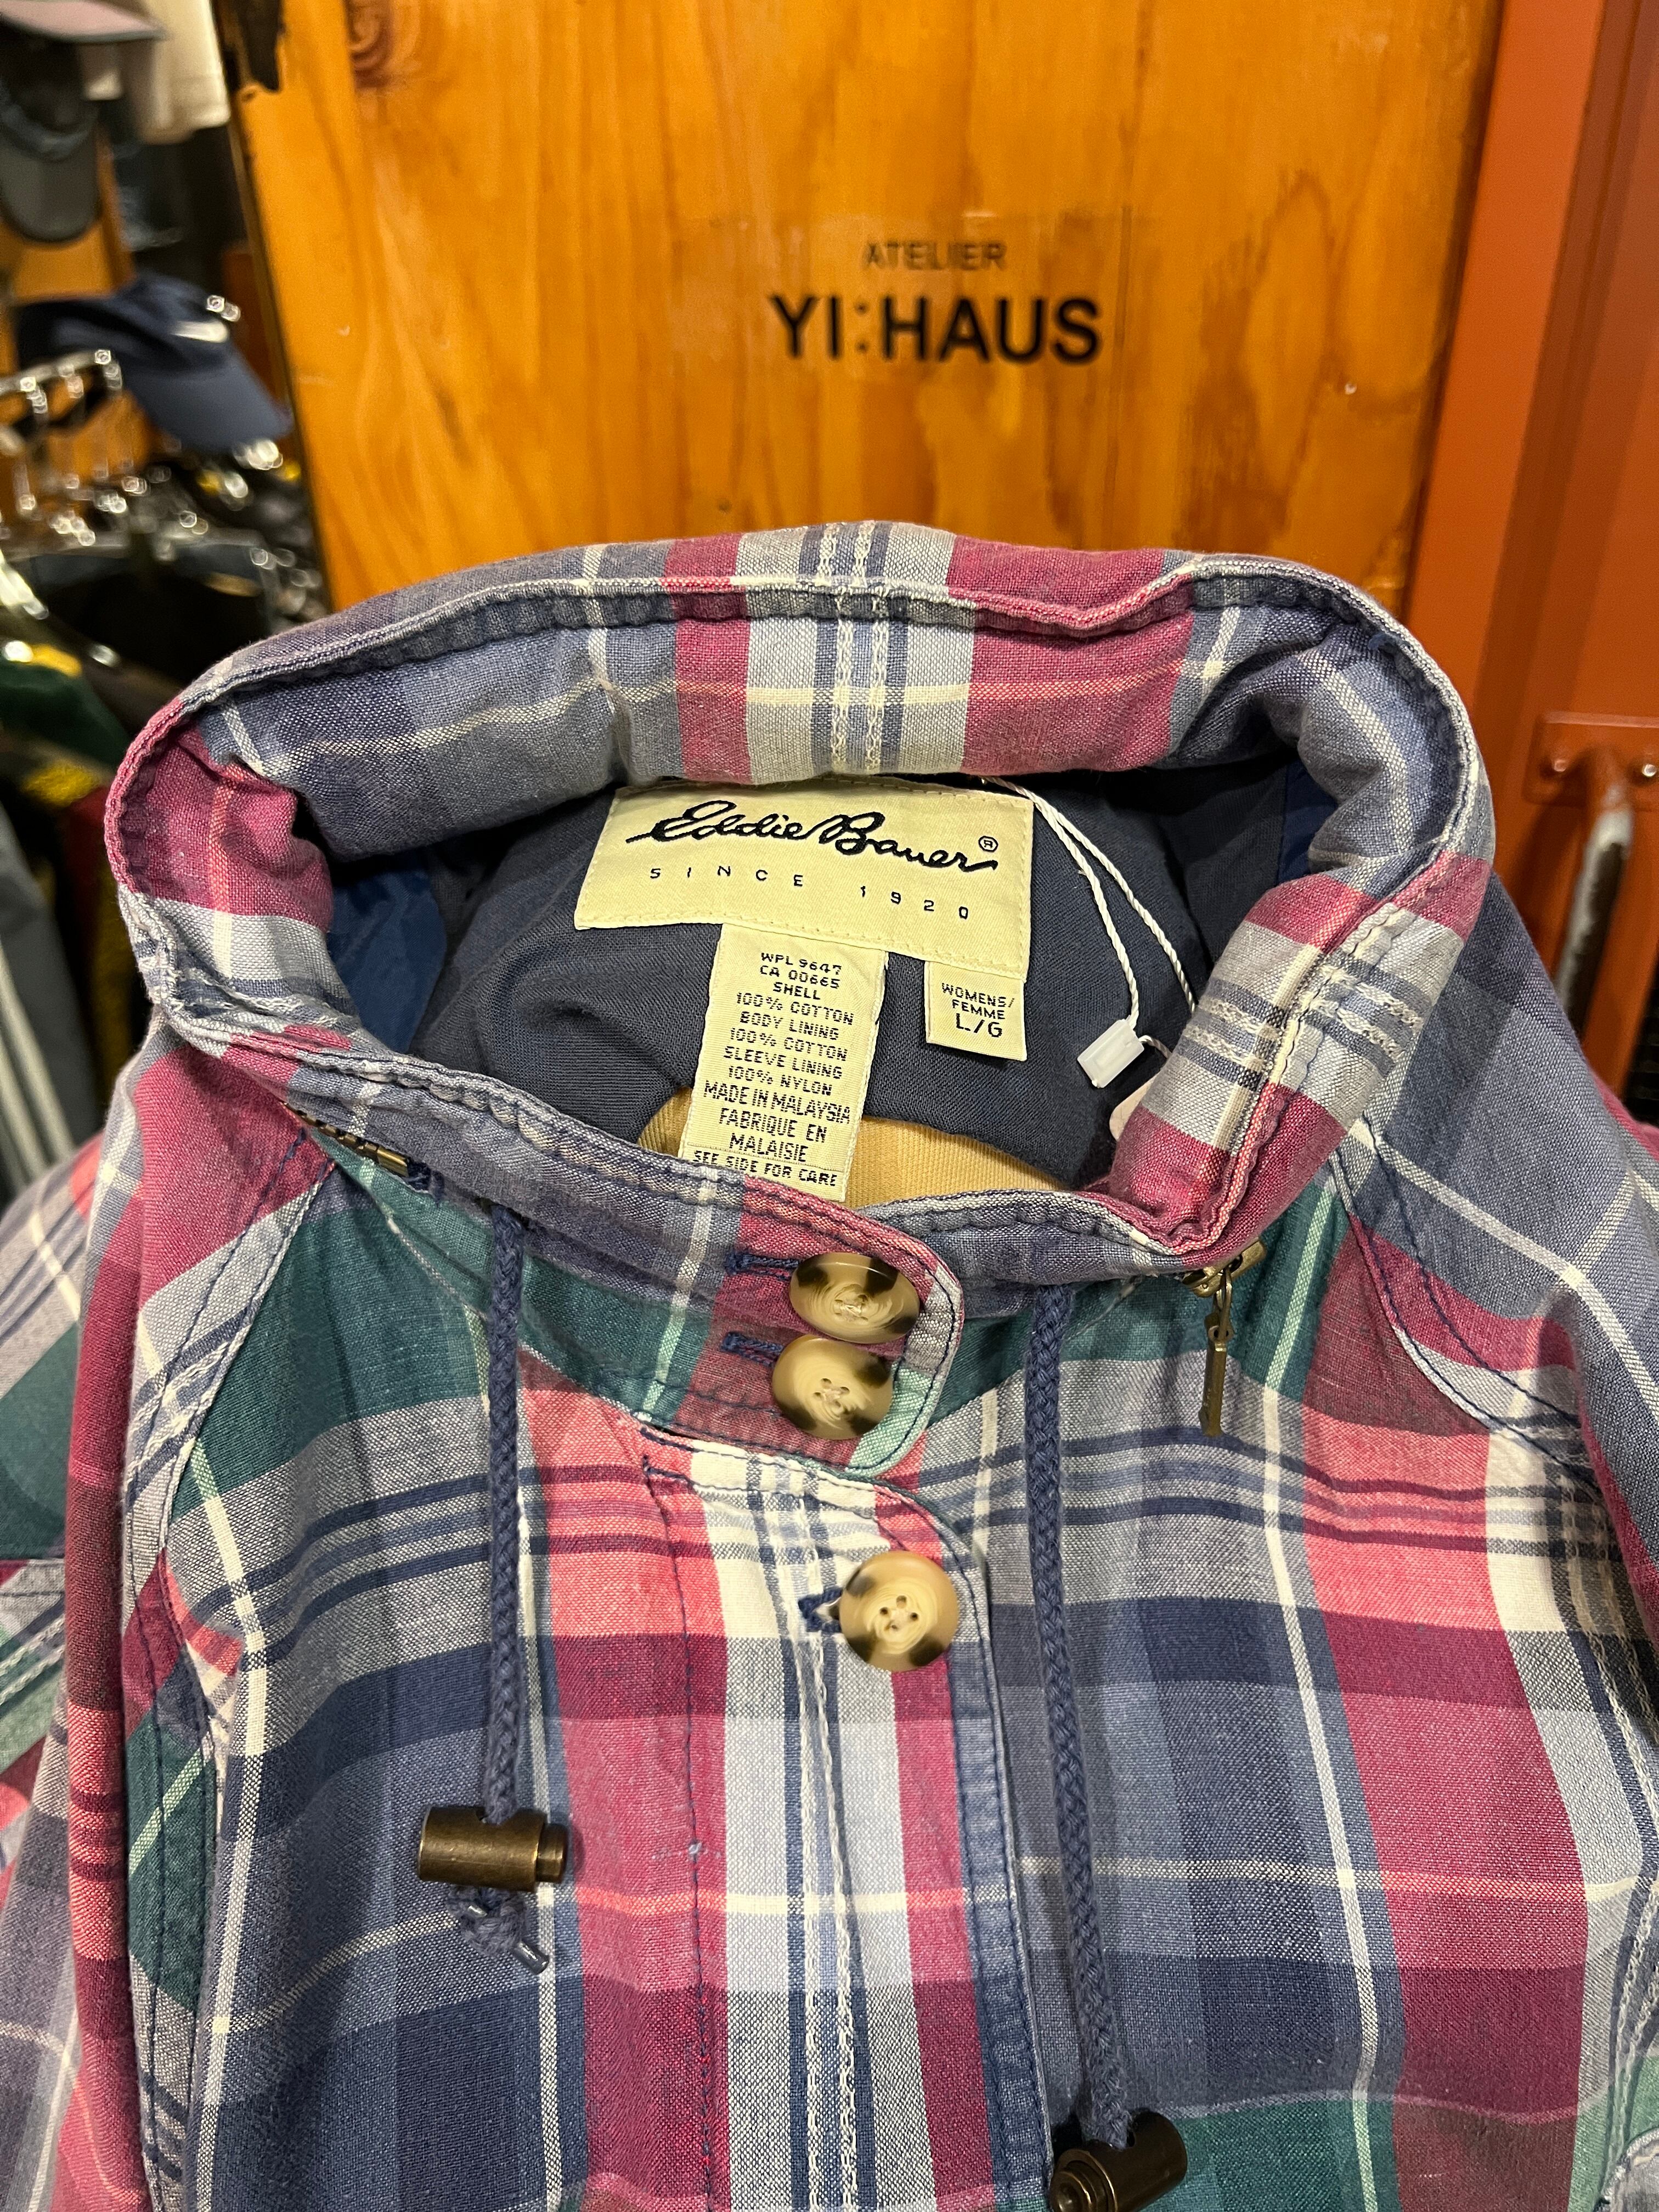 ATELIER
YI:HAUS
Eddie Bauer®
SINCE 1920
WPL 9647
CA 00665
SHELL
100% COTTON
BODY LINING
100% COTTON
SLEEVE LINING
100% NYLON
MADE IN MALAYSIA
FABRIQUE EN
MALAISIE
SEE SIDE FOR CARE
WOMENS/
FEMME
L/G